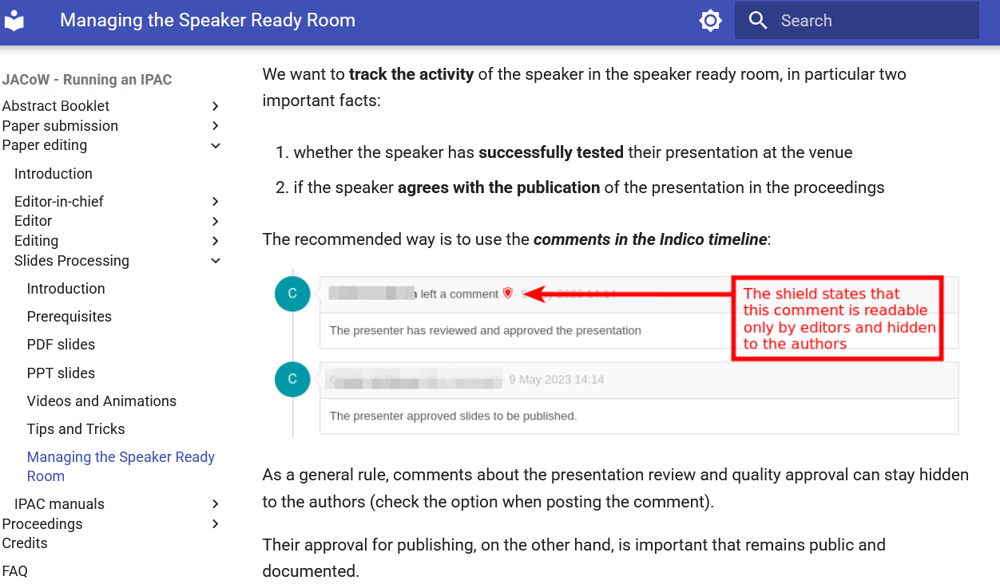 Managing the Speaker Ready Room
Search
JACoW - Running an IPAC
Abstract Booklet
Paper submission
Paper editing
Introduction
Editor-in-chief
Editor
Editing
Slides Processing
Introduction
Prerequisites
PDF slides
PPT slides
Videos and Animations
Tips and Tricks
Managing the Speaker Ready
Room
IPAC manuals
Proceedings
Credits
FAQ
We want to track the activity of the speaker in the speaker ready room, in particular two
important facts:
1. whether the speaker has successfully tested their presentation at the venue
2. if the speaker agrees with the publication of the presentation in the proceedings
The recommended way is to use the comments in the Indico timeline:
C
left a comment - 9 May 2023 14:14
The shield states that
this comment is readable
only by editors and hidden
to the authors
The presenter has reviewed and approved the presentation
C
- 9 May 2023 14:14
The presenter approved slides to be published.
As a general rule, comments about the presentation review and quality approval can stay hidden
to the authors (check the option when posting the comment).
Their approval for publishing, on the other hand, is important that remains public and
documented.